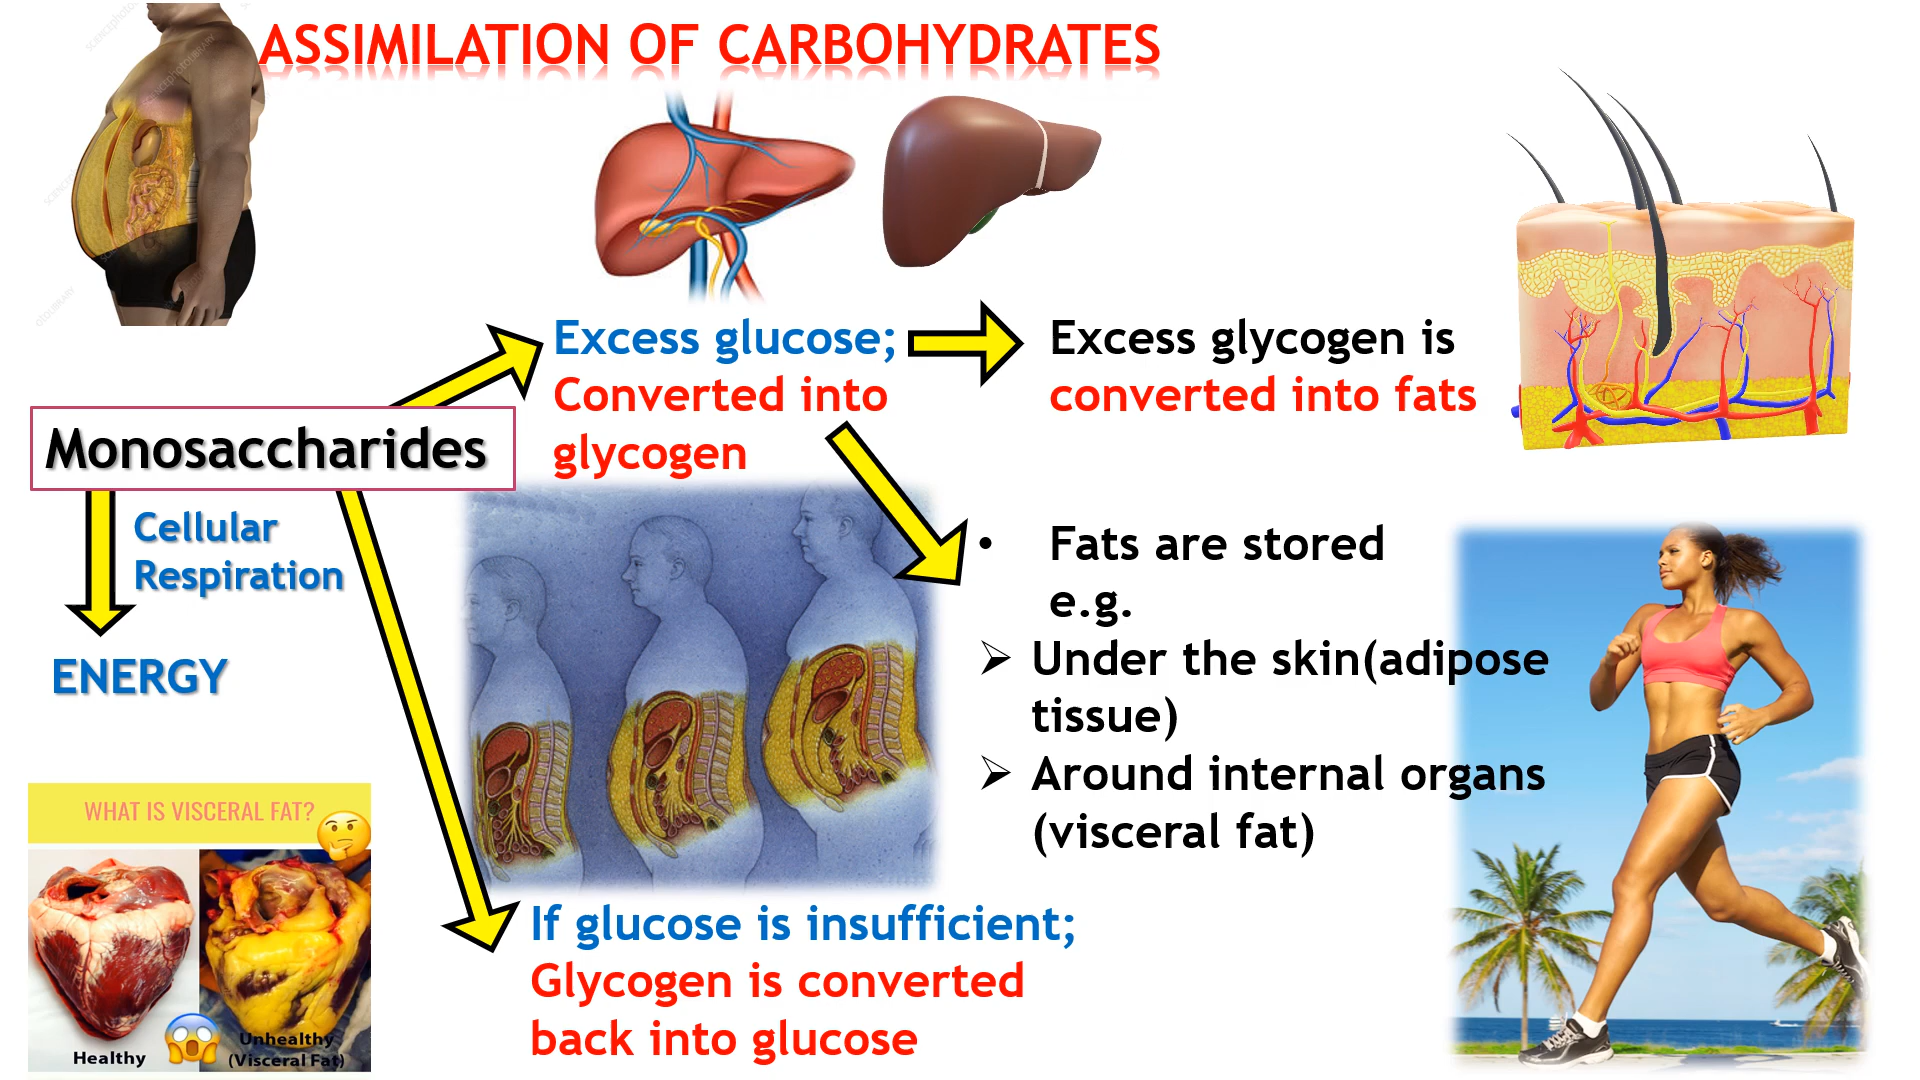 ASSIMILATION OF CARBOHYDRATES
Excess glucose;
Converted into
glycogen
Excess glycogen is
converted into fats
Monosaccharides
Cellular
Respiration
ENERGY
• Fats are stored
e.g.
➢ Under the skin(adipose
tissue)
➢ Around internal organs
(visceral fat)
WHAT IS VISCERAL FAT?
Healthy
Unhealthy
(Visceral Fat)
If glucose is insufficient;
Glycogen is converted
back into glucose